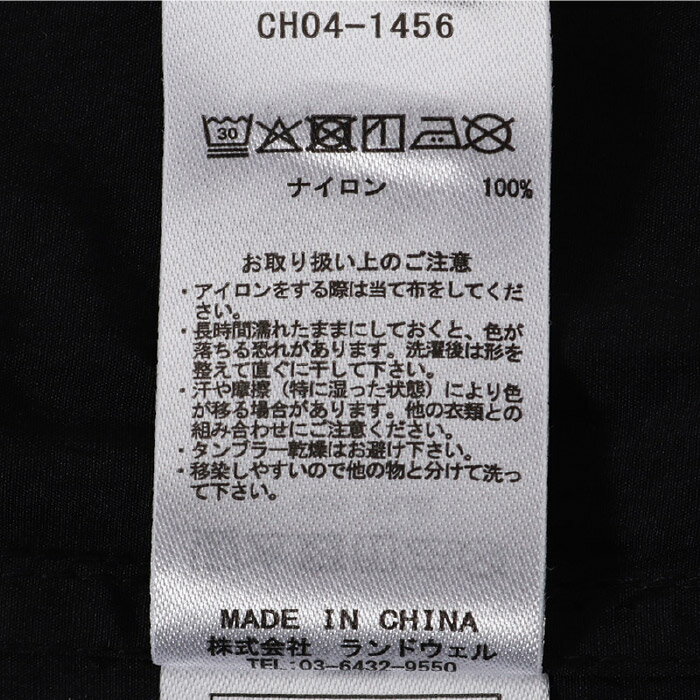 CH04-1456
30
ナイロン 100%
お取り扱い上のご注意
・アイロンをする際は当て布をしてくだ
さい。
・長時間濡れたままにしておくと、色が
落ちる恐れがあります。洗濯後は形を
整えて直ぐに干して下さい。
・汗や摩擦(特に湿った状態)により色
が移る場合があります。他の衣類との
組み合わせにご注意ください。
・タンブラー乾燥はお避け下さい。
・移染しやすいので他の物と分けて洗っ
て下さい。
MADE IN CHINA
株式会社 ランドウェル
TEL:03-6432-9550